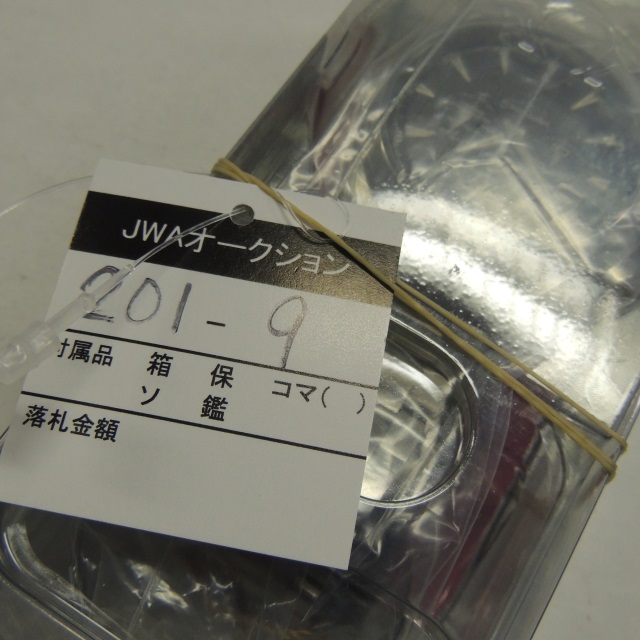 JWAオークション
201-9
付属品 箱 保 コマ( )
ソ 鑑
落札金額